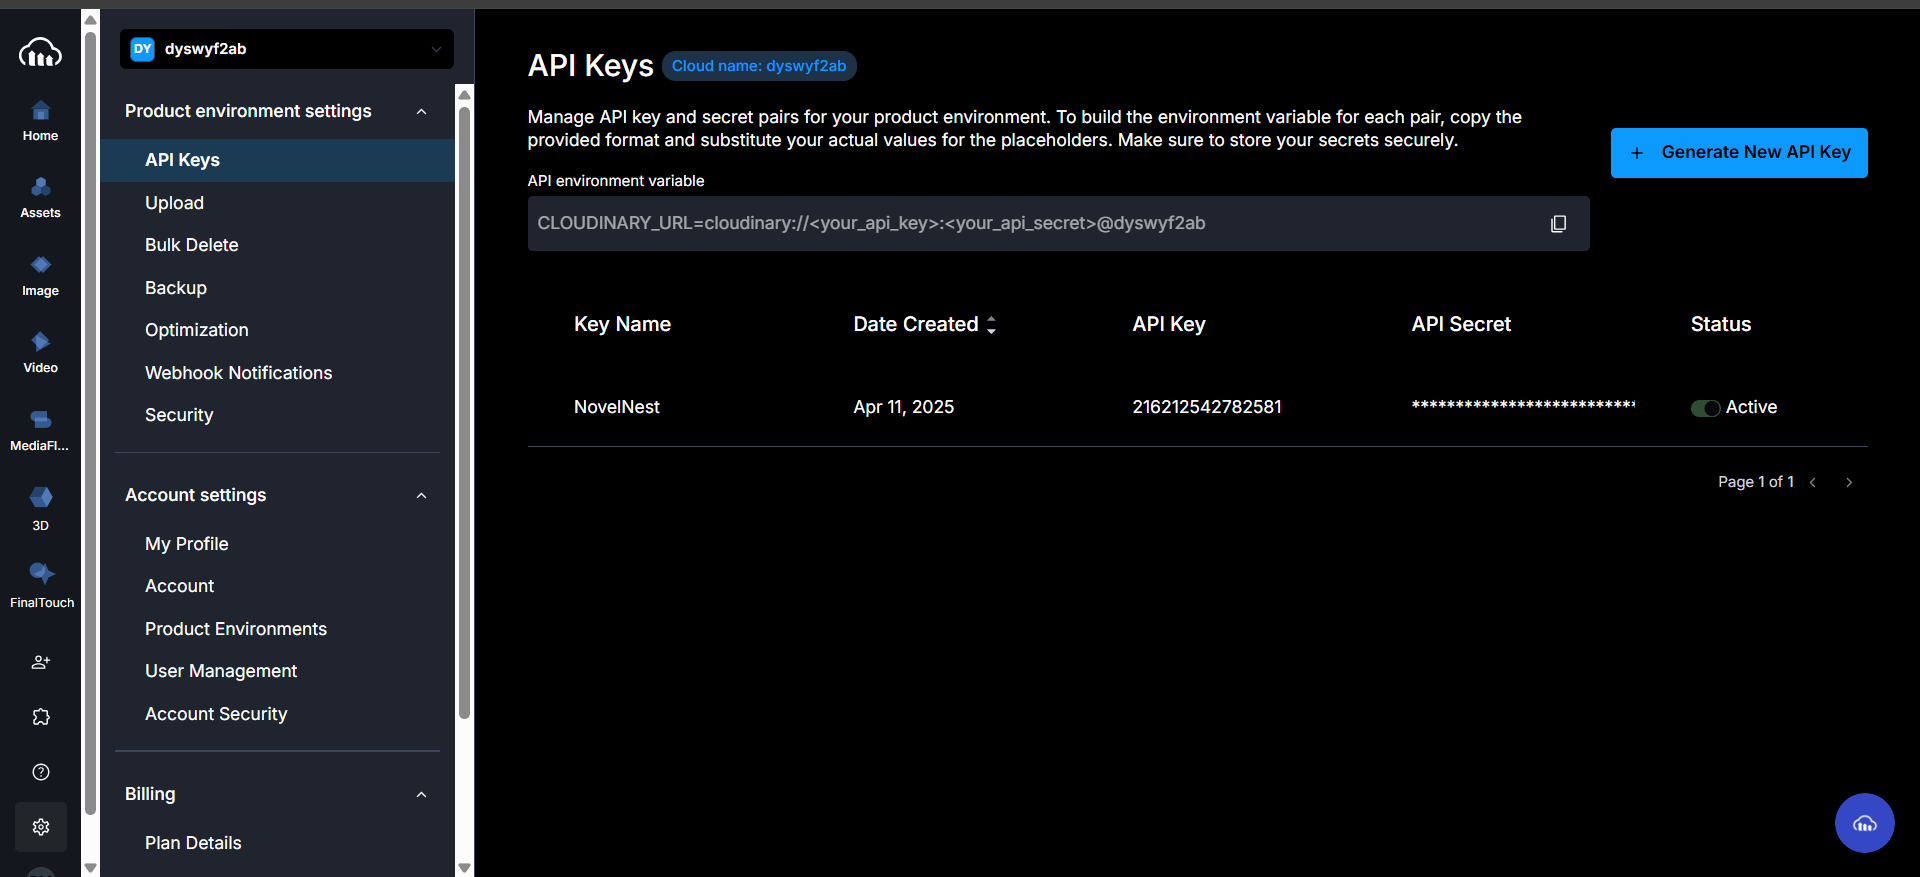 DY dyswyf2ab
Home
Assets
Image
Video
MediaFl...
3D
FinalTouch
Product environment settings
API Keys
Upload
Bulk Delete
Backup
Optimization
Webhook Notifications
Security
Account settings
My Profile
Account
Product Environments
User Management
Account Security
Billing
Plan Details
API Keys Cloud name: dyswyf2ab
Manage API key and secret pairs for your product environment. To build the environment variable for each pair, copy the
provided format and substitute your actual values for the placeholders. Make sure to store your secrets securely.
+ Generate New API Key
API environment variable
CLOUDINARY_URL=cloudinary://<your_api_key>:<your_api_secret>@dyswyf2ab
Key Name Date Created API Key API Secret Status
NovelNest Apr 11, 2025 216212542782581 ************************** Active
Page 1 of 1